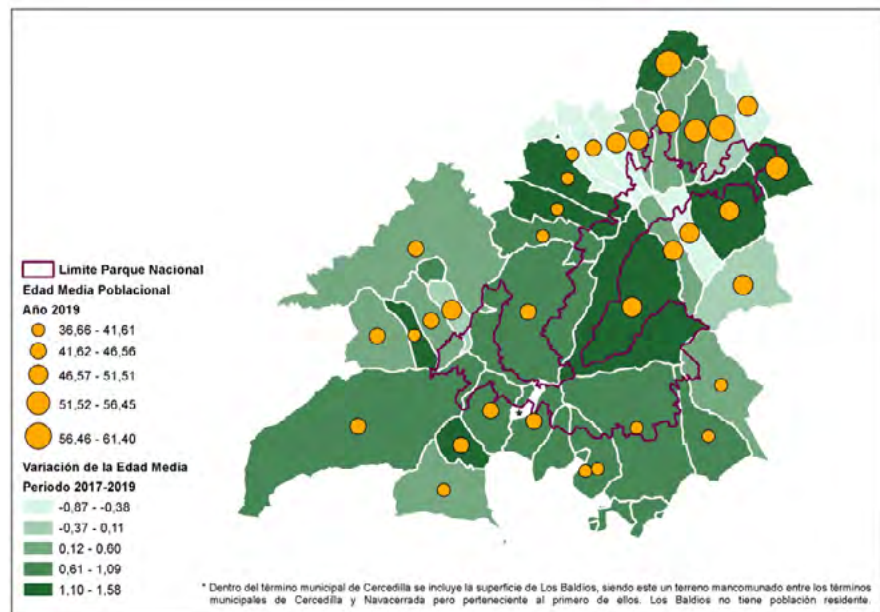 Limite Parque Nacional
Edad Media Poblacional
Año 2019
36,66 - 41,61
41,62 - 46,56
46,57 - 51,51
51,52 - 56,45
56,46 - 61,40
Variación de la Edad Media
Periodo 2017-2019
-0,87 - -0,38
-0,37 - 0,11
0,12 - 0,60
0,61 - 1,09
1,10 - 1,58
*
* Dentro del término municipal de Cercedilla se incluye la superficie de Los Baldíos, siendo este un terreno mancomunado entre los términos
municipales de Cercedilla y Navacerrada pero perteneciente al primero de ellos. Los Baldíos no tiene población residente.